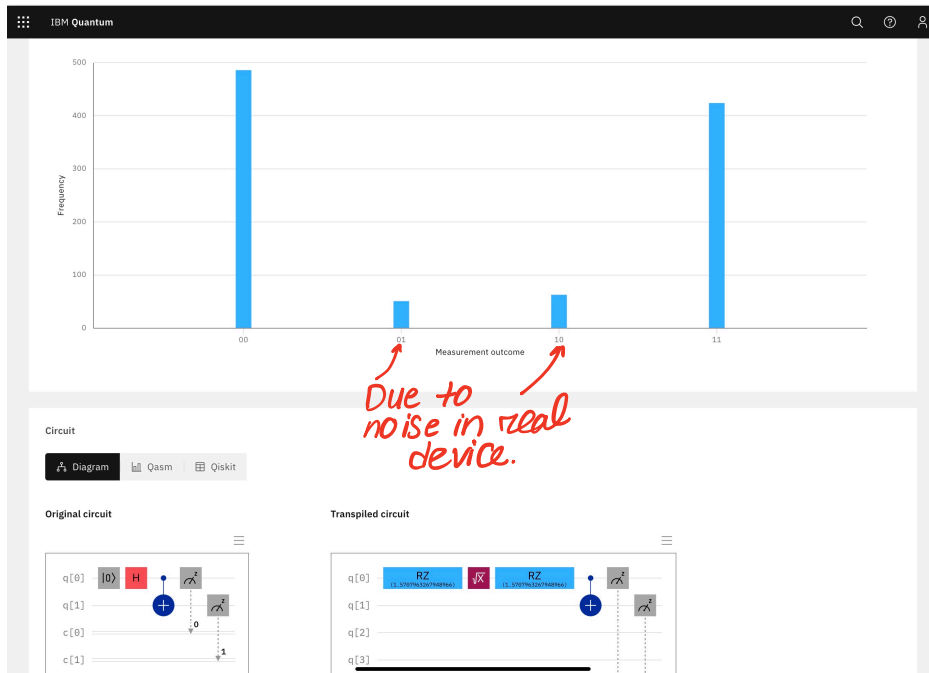 IBM Quantum
500
400
300
200
100
0
Frequency
00
01
10
11
Measurement outcome
Due to
noise in real
device.
Circuit
Diagram
Qasm
Qiskit
Original circuit
Transpiled circuit
q[0] |0⟩ H z
q[1] + z
c[0] 0
c[1] 1
q[0] RZ (1.5707963267948966) √X RZ (1.5707963267948966) z
q[1] + z
q[2]
q[3]